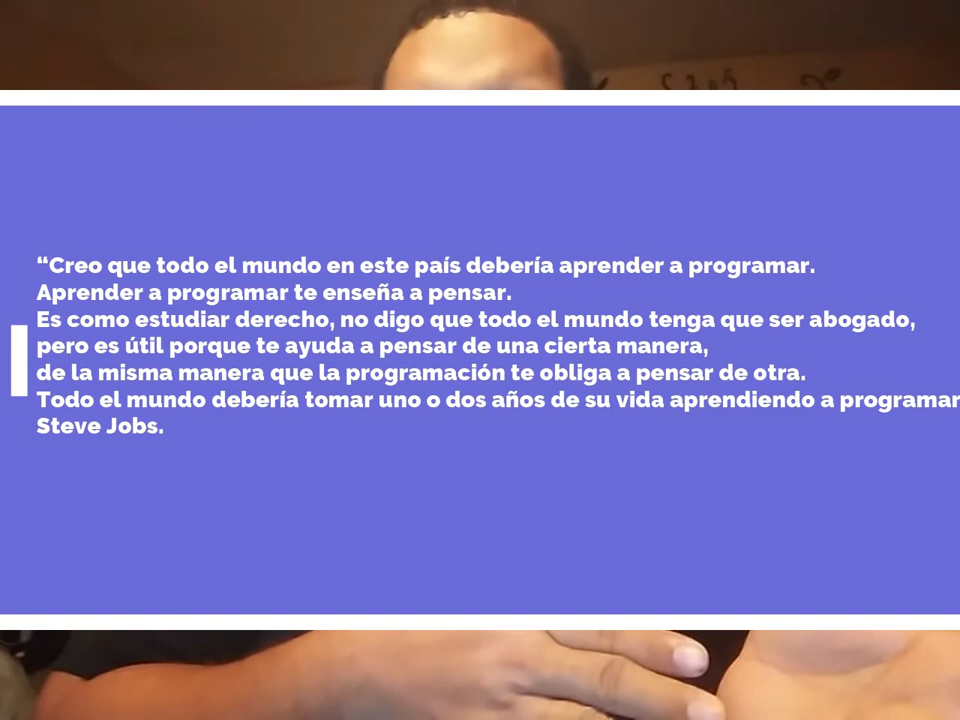 “Creo que todo el mundo en este país debería aprender a programar.
Aprender a programar te enseña a pensar.
Es como estudiar derecho, no digo que todo el mundo tenga que ser abogado,
pero es útil porque te ayuda a pensar de una cierta manera,
de la misma manera que la programación te obliga a pensar de otra.
Todo el mundo debería tomar uno o dos años de su vida aprendiendo a programar
Steve Jobs.